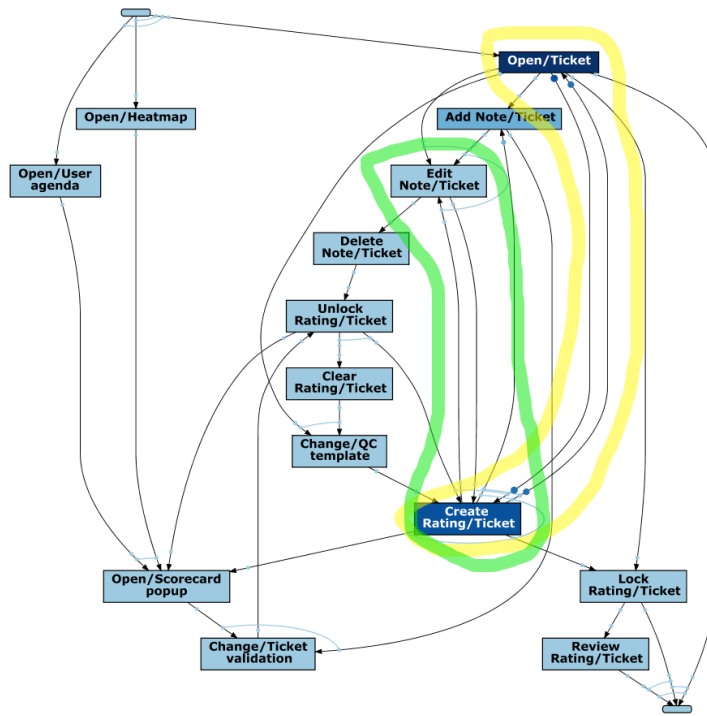 Open/Ticket
Open/Heatmap
Add Note/Ticket
Open/User
agenda
Edit
Note/Ticket
Delete
Note/Ticket
Unlock
Rating/Ticket
Clear
Rating/Ticket
Change/QC
template
Create
Rating/Ticket
Open/Scorecard
popup
Lock
Rating/Ticket
Change/Ticket
validation
Review
Rating/Ticket